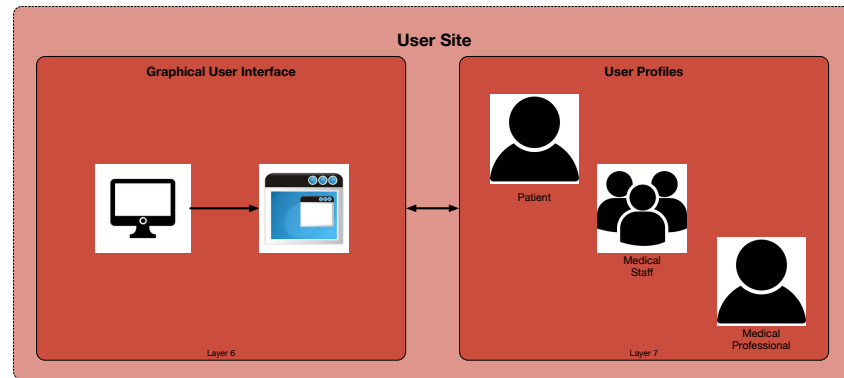 User Site
Graphical User Interface
Layer 6
User Profiles
Patient
Medical
Staff
Medical
Professional
Layer 7